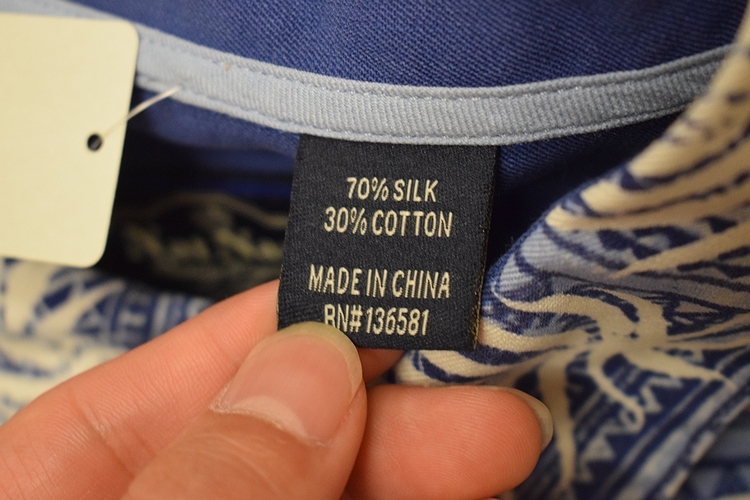 70% SILK
30% COTTON
MADE IN CHINA
RN#136581